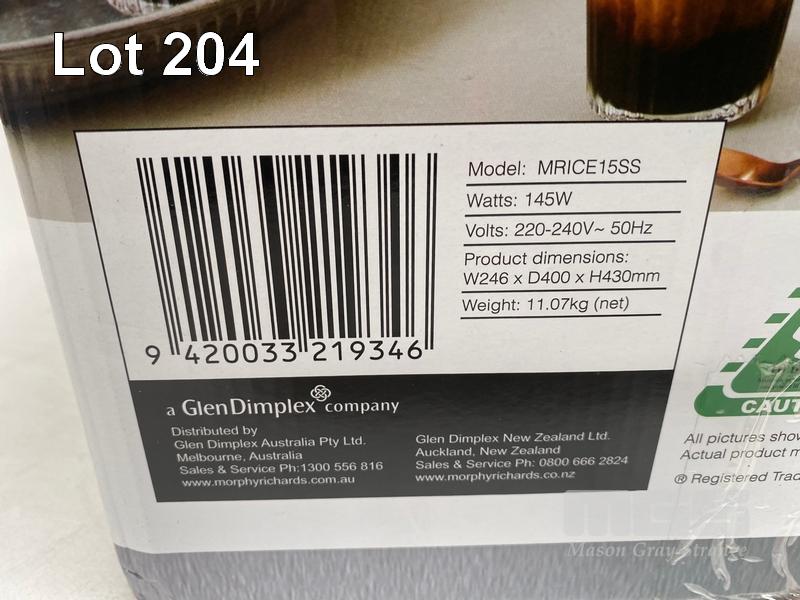 Lot 204
Model: MRICE15SS
Watts: 145W
Volts: 220-240V~ 50Hz
Product dimensions:
W246 x D400 x H430mm
Weight: 11.07kg (net)
9 420033 219346
a GlenDimplex company
Distributed by
Glen Dimplex Australia Pty Ltd.
Melbourne, Australia
Sales & Service Ph:1300 556 816
www.morphyrichards.com.au
Glen Dimplex New Zealand Ltd.
Auckland, New Zealand
Sales & Service Ph: 0800 666 2824
www.morphyrichards.co.nz
CAUT
All pictures show
Actual product m
® Registered Trad
Mason Gray Strange